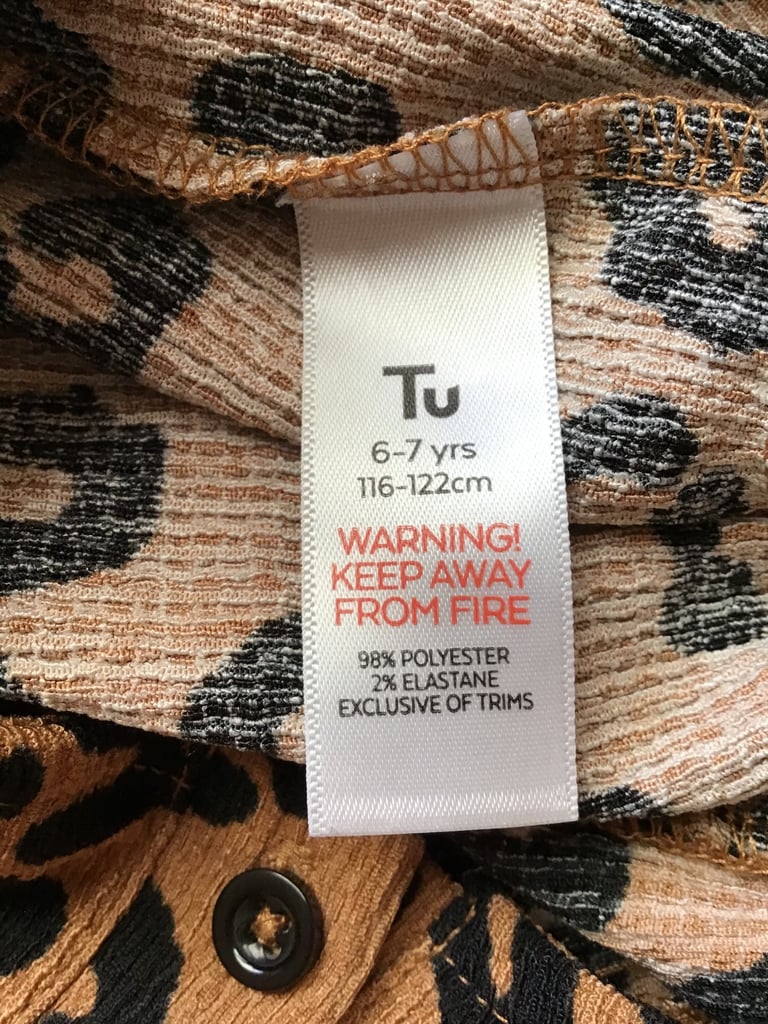 Tu
6-7 yrs
116-122cm
WARNING!
KEEP AWAY
FROM FIRE
98% POLYESTER
2% ELASTANE
EXCLUSIVE OF TRIMS